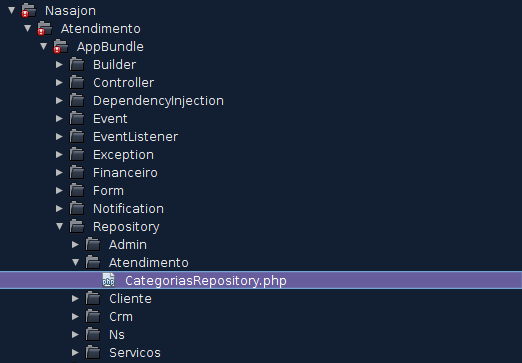 Nasajon
Atendimento
AppBundle
Builder
Controller
DependencyInjection
Event
EventListener
Exception
Financeiro
Form
Notification
Repository
Admin
Atendimento
CategoriasRepository.php
Cliente
Crm
Ns
Servicos